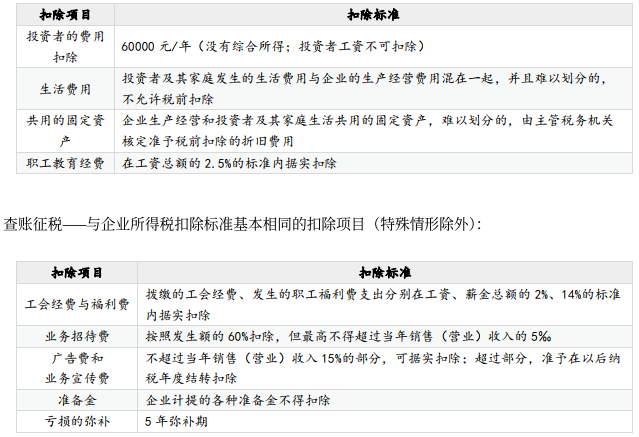 扣除项目 扣除标准
投资者的费用 60000 元/年（没有综合所得；投资者工资不可扣除）
扣除
生活费用 投资者及其家庭发生的生活费用与企业的生产经营费用混在一起，并且难以划分的，
不允许税前扣除
共用的固定资 企业生产经营和投资者及其家庭生活共用的固定资产，难以划分的，由主管税务机关
产 核定准予税前扣除的折旧费用
职工教育经费 在工资总额的 2.5%的标准内据实扣除
查账征税——与企业所得税扣除标准基本相同的扣除项目（特殊情形除外）：
扣除项目 扣除标准
工会经费与福利费 拨缴的工会经费、发生的职工福利费支出分别在工资、薪金总额的 2%、14%的标准
内据实扣除
业务招待费 按照发生额的 60%扣除，但最高不得超过当年销售（营业）收入的 5‰
广告费和 不超过当年销售（营业）收入 15%的部分，可据实扣除；超过部分，准予在以后纳
业务宣传费 税年度结转扣除
准备金 企业计提的各种准备金不得扣除
亏损的弥补 5 年弥补期